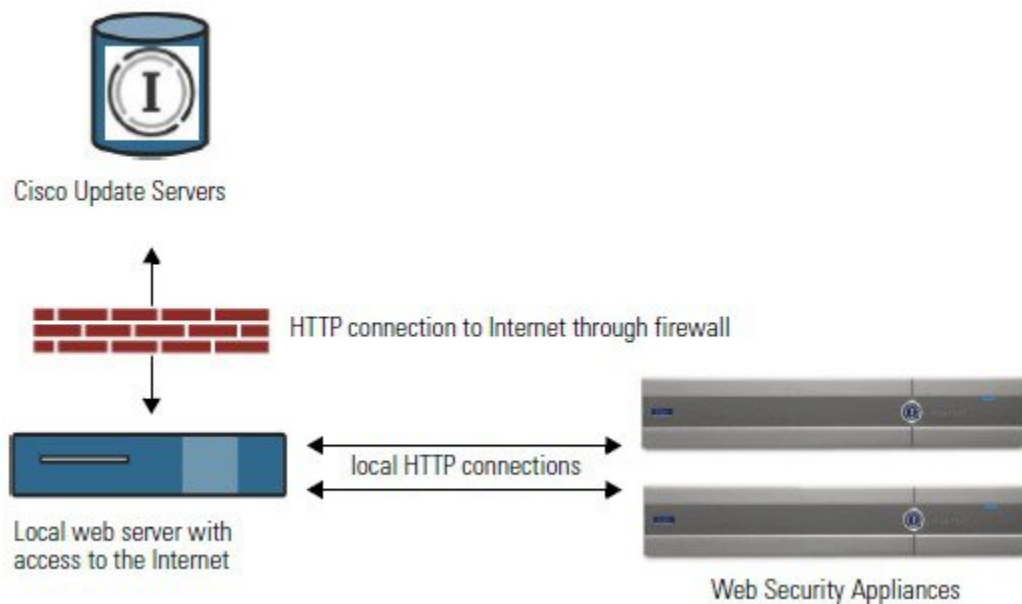 I
Cisco Update Servers
HTTP connection to Internet through firewall
local HTTP connections
Local web server with
access to the Internet
Web Security Appliances